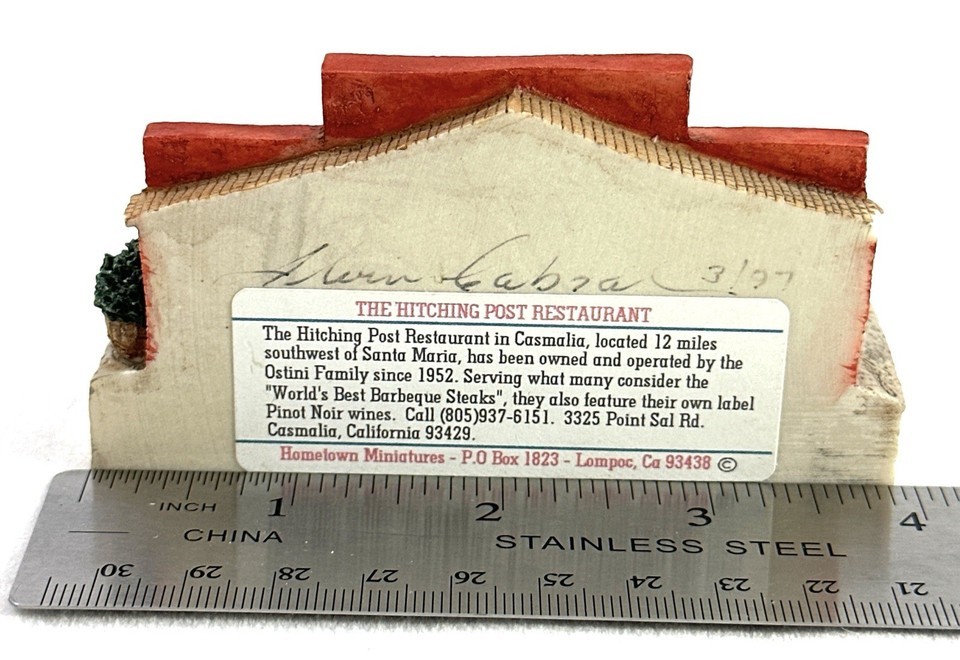 Cabra 3/97
THE HITCHING POST RESTAURANT
The Hitching Post Restaurant in Casmalia, located 12 miles
southwest of Santa Maria, has been owned and operated by the
Ostini Family since 1952. Serving what many consider the
"World's Best Barbeque Steaks", they also feature their own label
Pinot Noir wines. Call (805)937-6151. 3325 Point Sal Rd.
Casmalia, California 93429.
Hometown Miniatures - P.O Box 1823 - Lompoc, Ca 93438 ©
INCH 1 2 3 4
CHINA STAINLESS STEEL
30 29 28 27 26 25 24 23 22 21